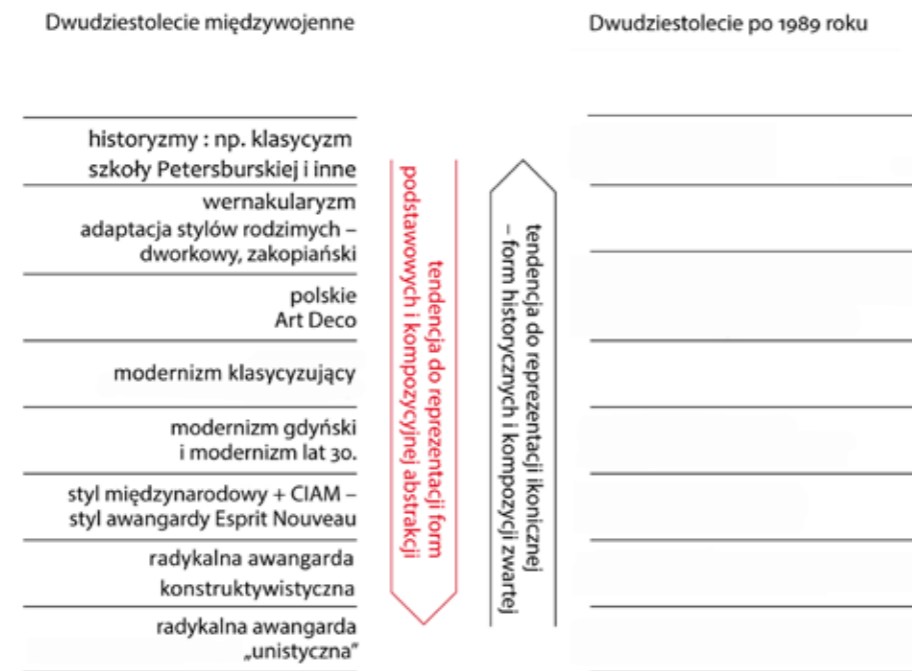 Dwudziestolecie międzywojenne
Dwudziestolecie po 1989 roku
historyzmy : np. klasycyzm
szkoły Petersburskiej i inne
wernakularyzm
adaptacja stylów rodzimych –
dworkowy, zakopiański
polskie
Art Deco
modernizm klasycyzujący
modernizm gdyński
i modernizm lat 30.
styl międzynarodowy + CIAM –
styl awangardy Esprit Nouveau
radykalna awangarda
konstruktywistyczna
radykalna awangarda
„unistyczna”
tendencja do reprezentacji form
podstawowych i kompozycyjnej abstrakcji
tendencja do reprezentacji ikonicznej
– form historycznych i kompozycji zwartej